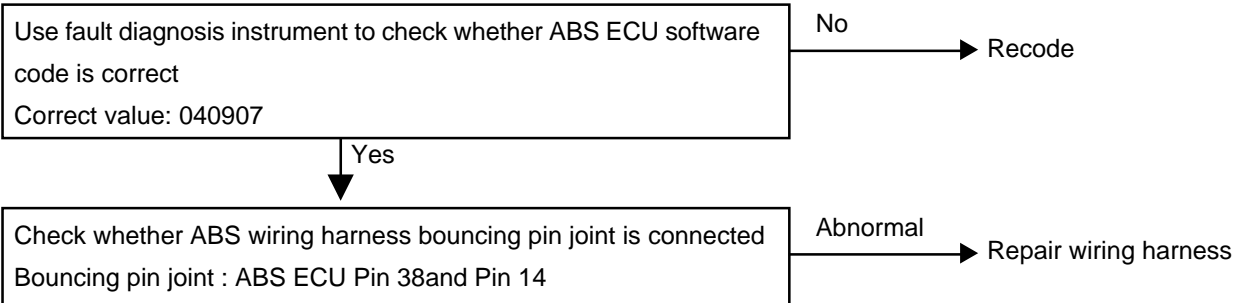 Use fault diagnosis instrument to check whether ABS ECU software
code is correct
Correct value: 040907
No
Recode
Yes
Check whether ABS wiring harness bouncing pin joint is connected
Bouncing pin joint : ABS ECU Pin 38and Pin 14
Abnormal
Repair wiring harness